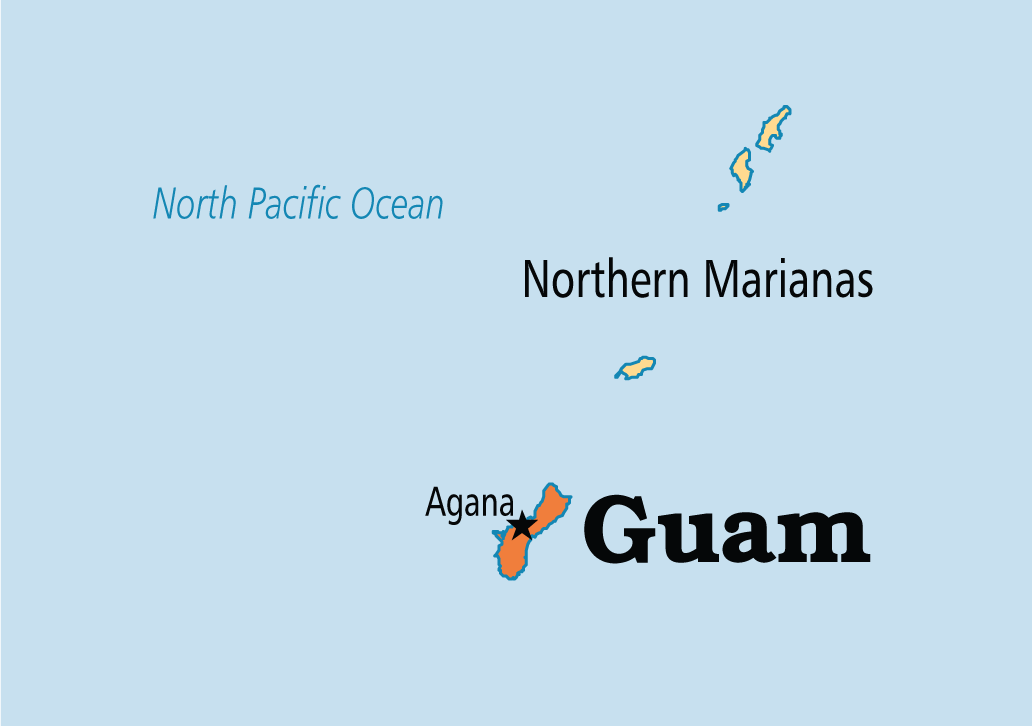 North Pacific Ocean
Northern Marianas
Agana
Guam